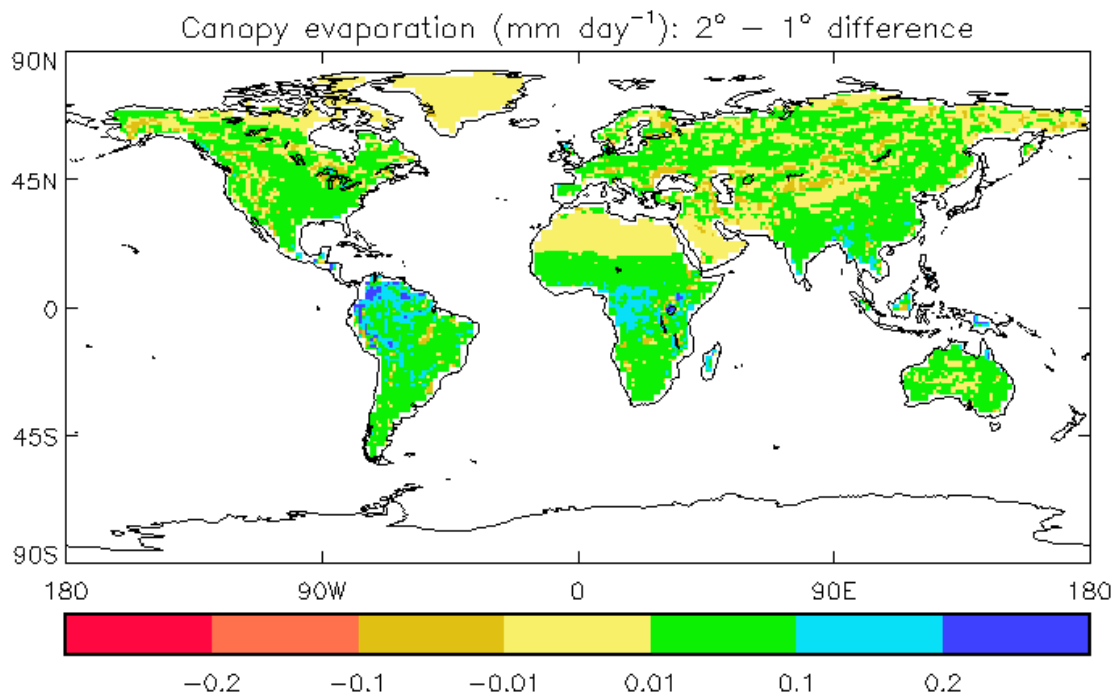 Canopy evaporation (mm day⁻¹): 2° − 1° difference
90N
45N
0
45S
90S
180 90W 0 90E 180
−0.2 −0.1 −0.01 0.01 0.1 0.2